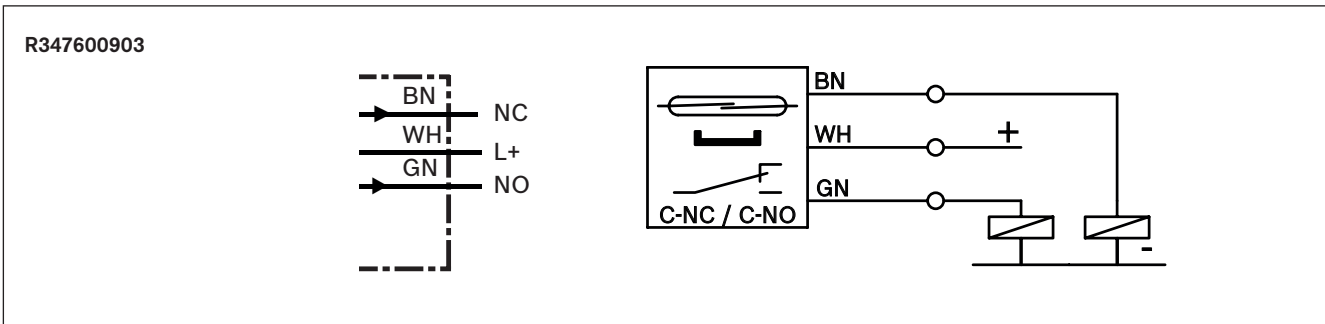 R347600903
BN NC
WH L+
GN NO
BN
WH +
GN
C-NC / C-NO
-